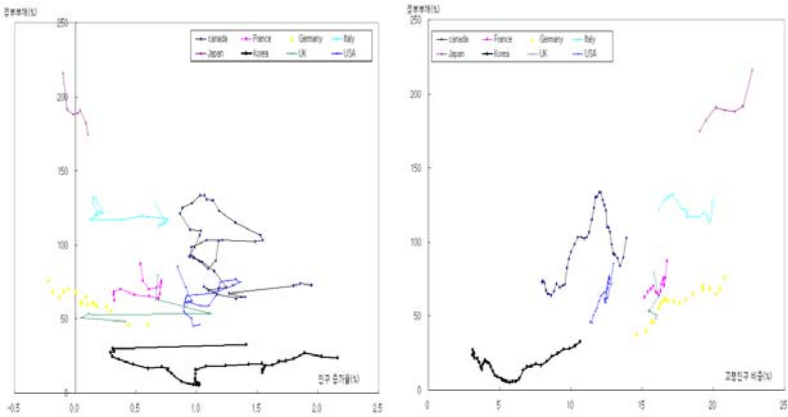 정부부채(%)
250
200
150
100
50
0
-0.5
0.0
0.5
1.0
1.5
2.0
2.5
인구 증가율(%)
canada
France
Germany
Italy
Japan
Korea
UK
USA
정부부채(%)
250
200
150
100
50
0
0
5
10
15
20
25
고령인구 비중(%)
canada
France
Germany
Italy
Japan
Korea
UK
USA